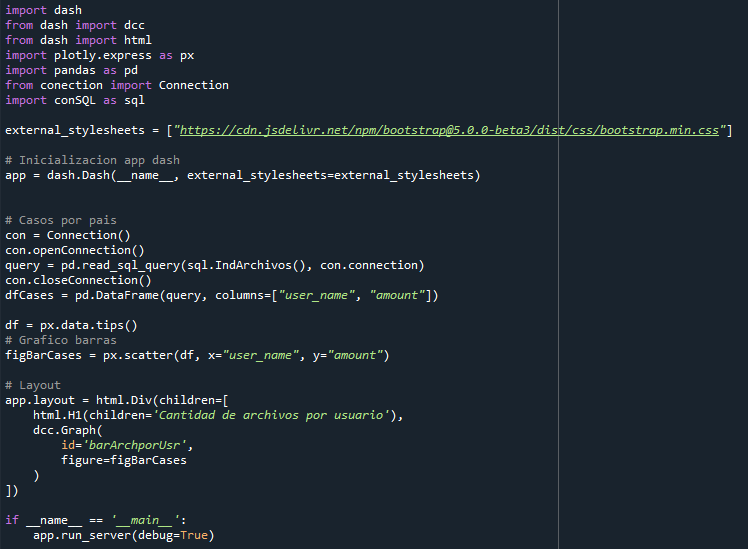 import dash
from dash import dcc
from dash import html
import plotly.express as px
import pandas as pd
from conection import Connection
import conSQL as sql

external_stylesheets = ["https://cdn.jsdelivr.net/npm/bootstrap@5.0.0-beta3/dist/css/bootstrap.min.css"]

# Inicializacion app dash
app = dash.Dash(__name__, external_stylesheets=external_stylesheets)


# Casos por pais
con = Connection()
con.openConnection()
query = pd.read_sql_query(sql.IndArchivos(), con.connection)
con.closeConnection()
dfCases = pd.DataFrame(query, columns=["user_name", "amount"])

df = px.data.tips()
# Grafico barras
figBarCases = px.scatter(df, x="user_name", y="amount")

# Layout
app.layout = html.Div(children=[
    html.H1(children='Cantidad de archivos por usuario'),
    dcc.Graph(
        id='barArchporUsr',
        figure=figBarCases
    )
])

if __name__ == '__main__':
    app.run_server(debug=True)